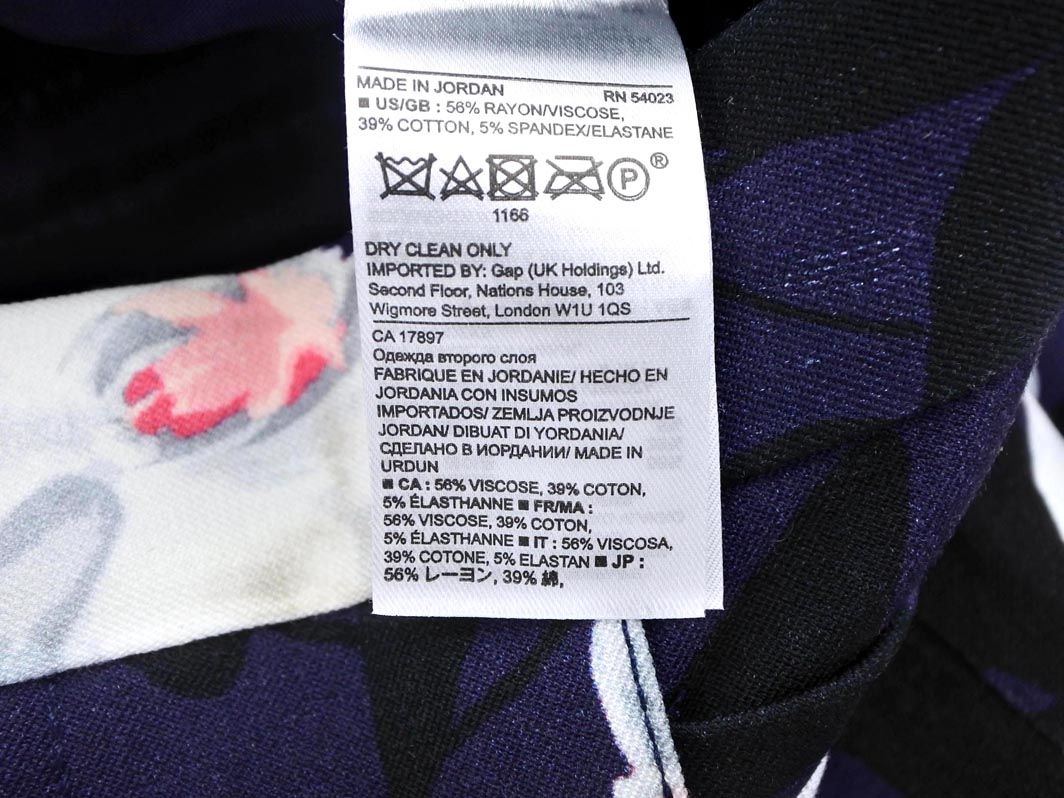 MADE IN JORDAN RN 54023
■ US/GB : 56% RAYON/VISCOSE,
39% COTTON, 5% SPANDEX/ELASTANE
P ®
1166
DRY CLEAN ONLY
IMPORTED BY: Gap (UK Holdings) Ltd.
Second Floor, Nations House, 103
Wigmore Street, London W1U 1QS
CA 17897
Одежда второго слоя
FABRIQUE EN JORDANIE/ HECHO EN
JORDANIA CON INSUMOS
IMPORTADOS/ ZEMLJA PROIZVODNJE
JORDAN/ DIBUAT DI YORDANIA/
СДЕЛАНО В ИОРДАНИИ/ MADE IN
URDUN
■ CA : 56% VISCOSE, 39% COTON,
5% ÉLASTHANNE ■ FR/MA :
56% VISCOSE, 39% COTON,
5% ÉLASTHANNE ■ IT : 56% VISCOSA,
39% COTONE, 5% ELASTAN ■ JP :
56% レーヨン, 39% 綿,